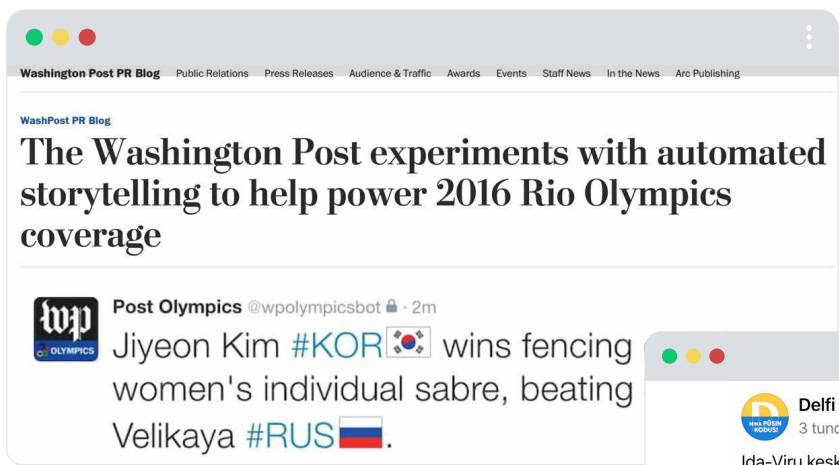 Washington Post PR Blog Public Relations Press Releases Audience & Traffic Awards Events Staff News In the News Arc Publishing
WashPost PR Blog
The Washington Post experiments with automated
storytelling to help power 2016 Rio Olympics
coverage
wp
OLYMPICS
Post Olympics @wpolympicsbot 🔒 · 2m
Jiyeon Kim #KOR🇰🇷 wins fencing
women's individual sabre, beating
Velikaya #RUS🇷🇺.
D
MINA PÜSIN
KODUS!
Delfi
3 tund
Ida-Viru kesk